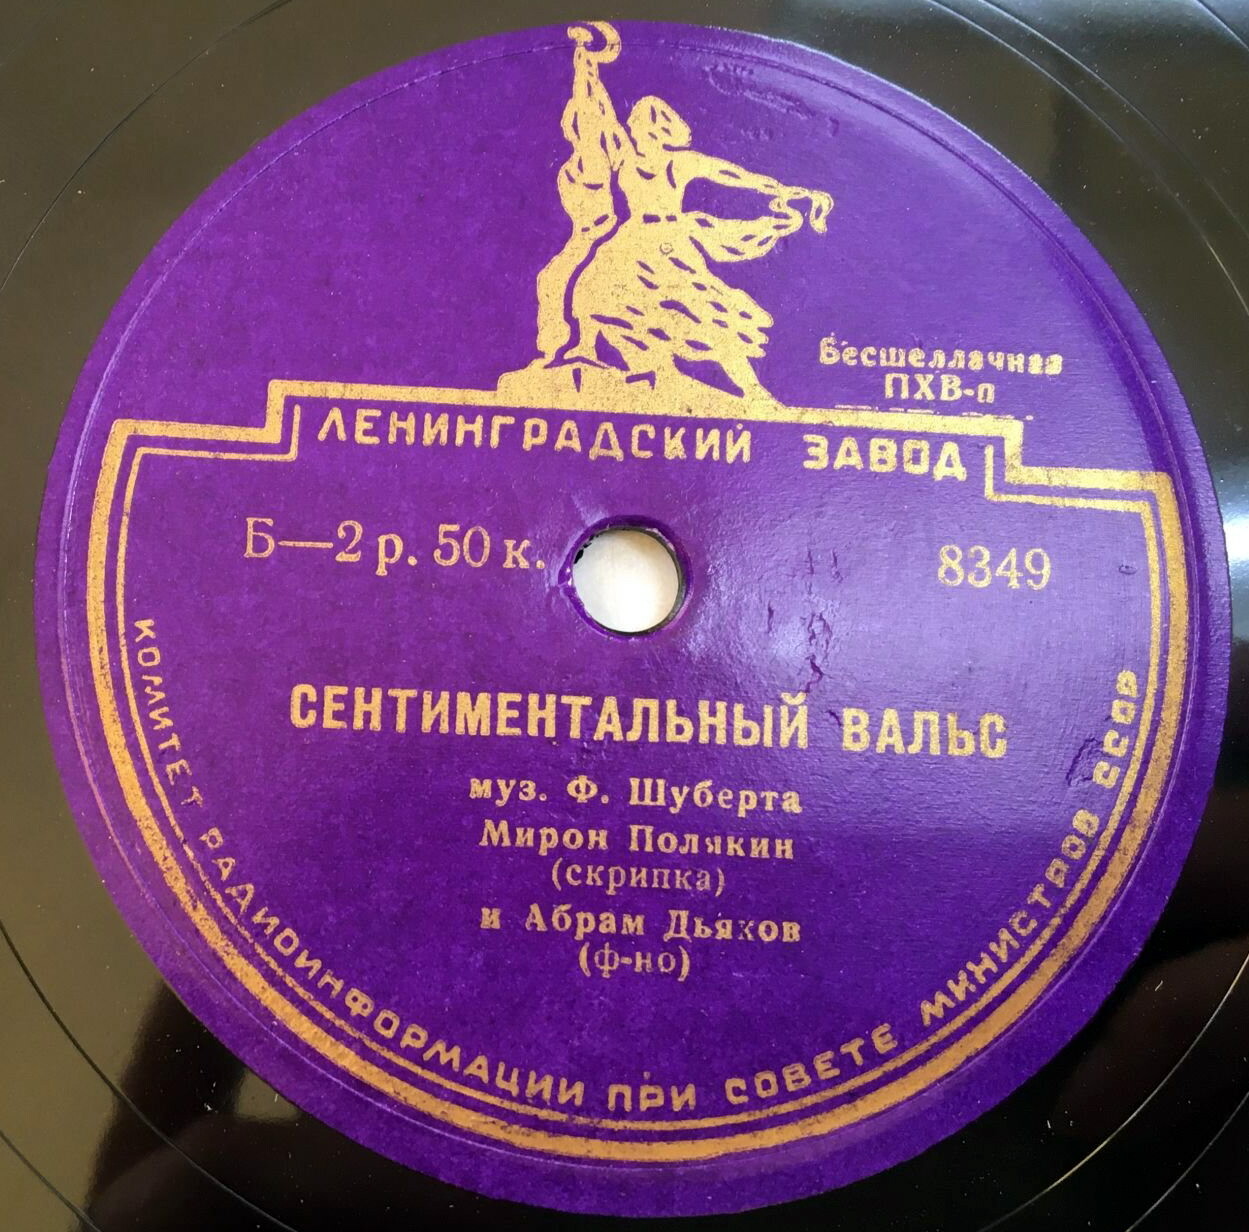 Бесшеллачная
ПХВ-п
ЛЕНИНГРАДСКИЙ ЗАВОД
Б—2 р. 50 к.
8349
СЕНТИМЕНТАЛЬНЫЙ ВАЛЬС
муз. Ф. Шуберта
Мирон Полякин
(скрипка)
и Абрам Дьяков
(ф-но)
КОМИТЕТ РАДИОИНФОРМАЦИИ ПРИ СОВЕТЕ МИНИСТРОВ СССР